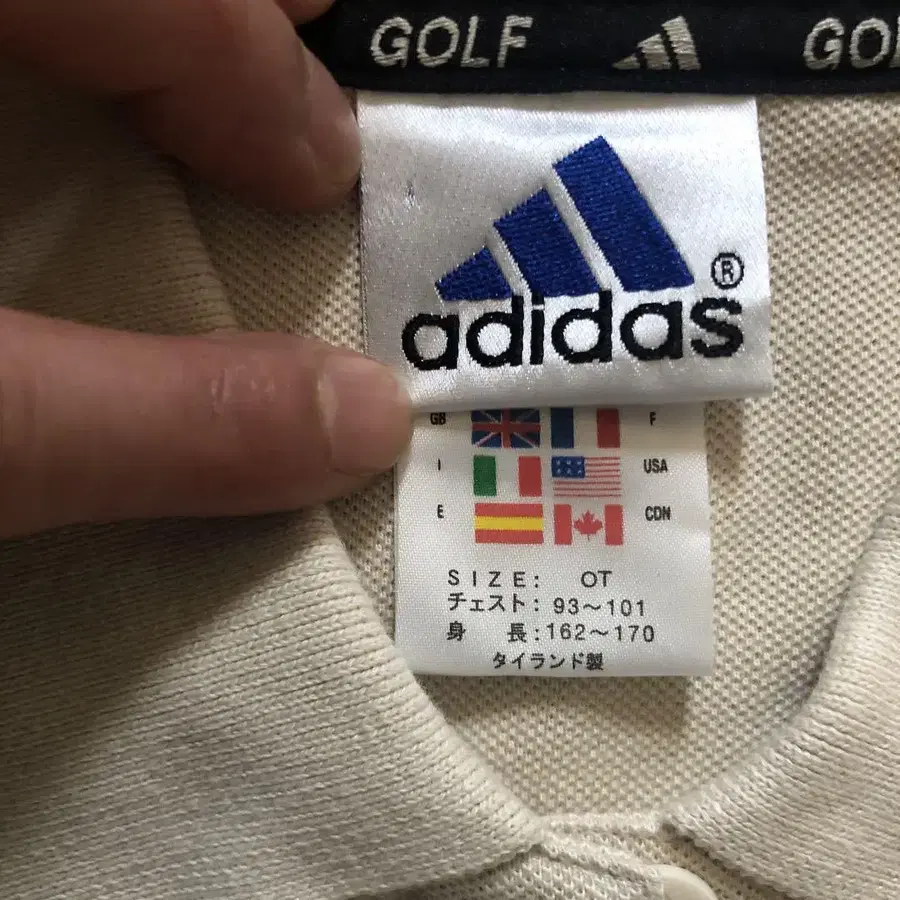 GOLF GO
adidas ®
GB F
I USA
E CDN
SIZE: OT
チェスト: 93〜101
身長:162〜170
タイランド製